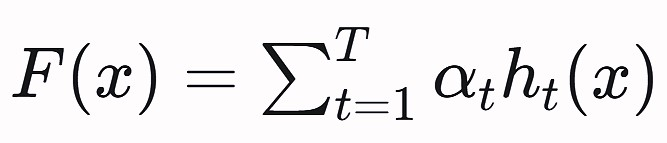 F(x) = ∑_{t=1}^{T} α_t h_t(x)